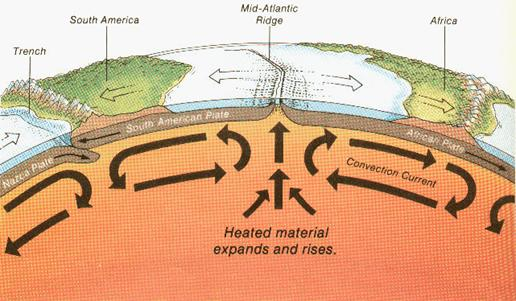 Mid-Atlantic
Ridge
South America
Africa
Trench
South American Plate
African Plate
Nazca Plate
Convection Current
Heated material
expands and rises.